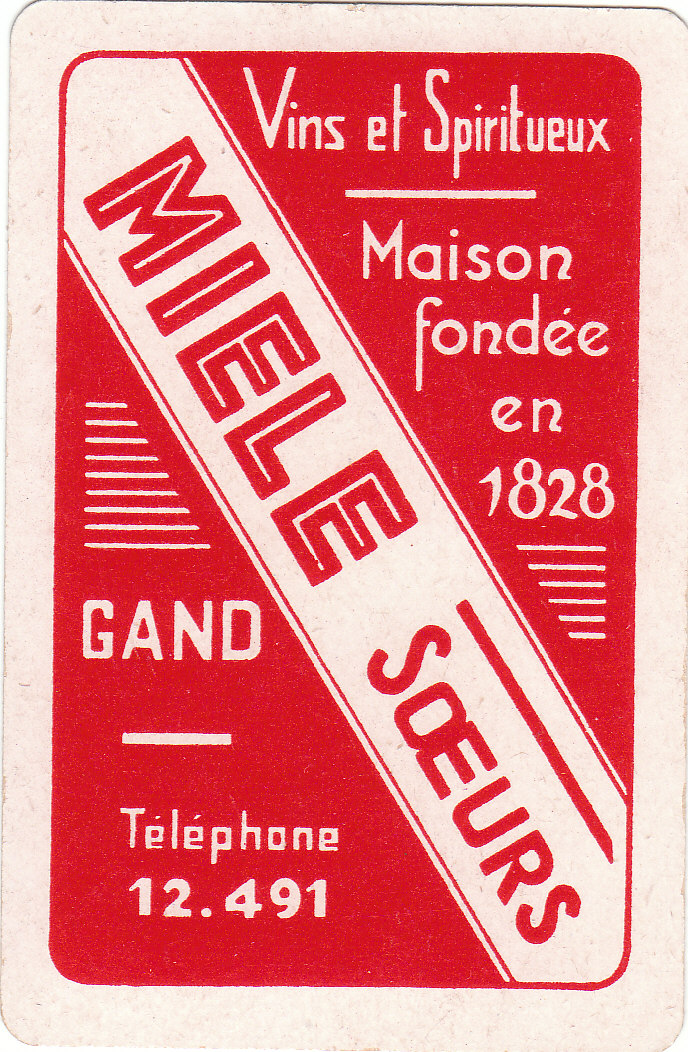 Vins et Spiritueux
Maison
fondée
en
1828
MIELE
SŒURS
GAND
Téléphone
12.491